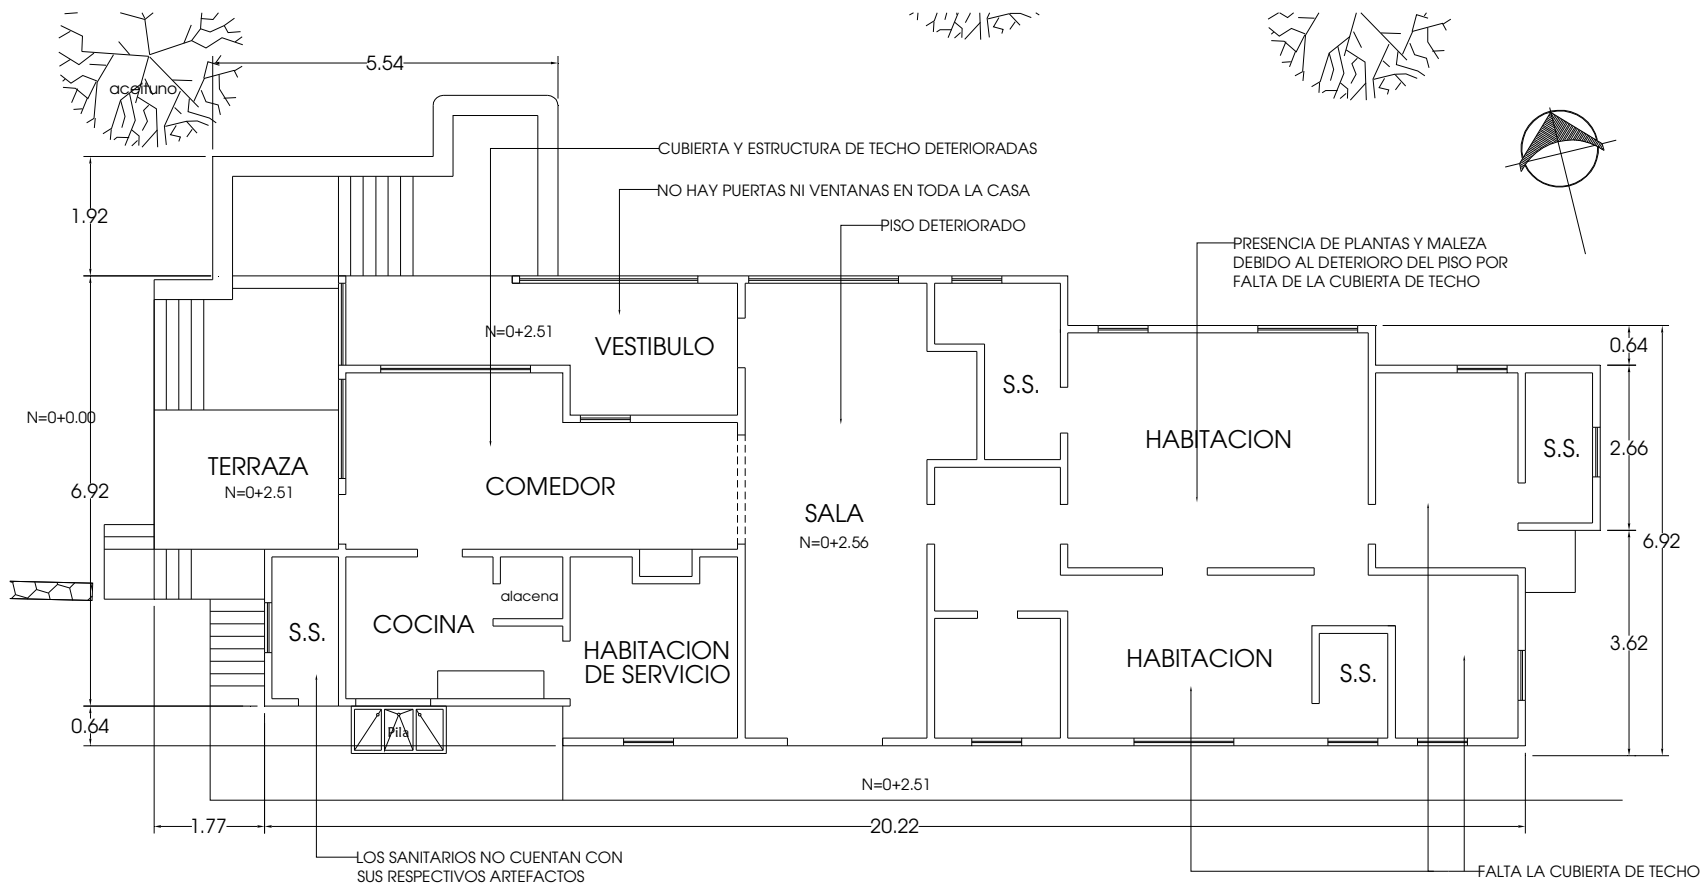 5.54
aceituno
CUBIERTA Y ESTRUCTURA DE TECHO DETERIORADAS
NO HAY PUERTAS NI VENTANAS EN TODA LA CASA
1.92
PISO DETERIORADO
PRESENCIA DE PLANTAS Y MALEZA
DEBIDO AL DETERIORO DEL PISO POR
FALTA DE LA CUBIERTA DE TECHO
N=0+2.51
VESTIBULO
0.64
S.S.
N=0+0.00
HABITACION
S.S.
2.66
TERRAZA
N=0+2.51
6.92
COMEDOR
SALA
N=0+2.56
6.92
alacena
S.S.
COCINA
HABITACION
DE SERVICIO
HABITACION
S.S.
3.62
0.64
Pila
N=0+2.51
1.77
20.22
LOS SANITARIOS NO CUENTAN CON
SUS RESPECTIVOS ARTEFACTOS
FALTA LA CUBIERTA DE TECHO